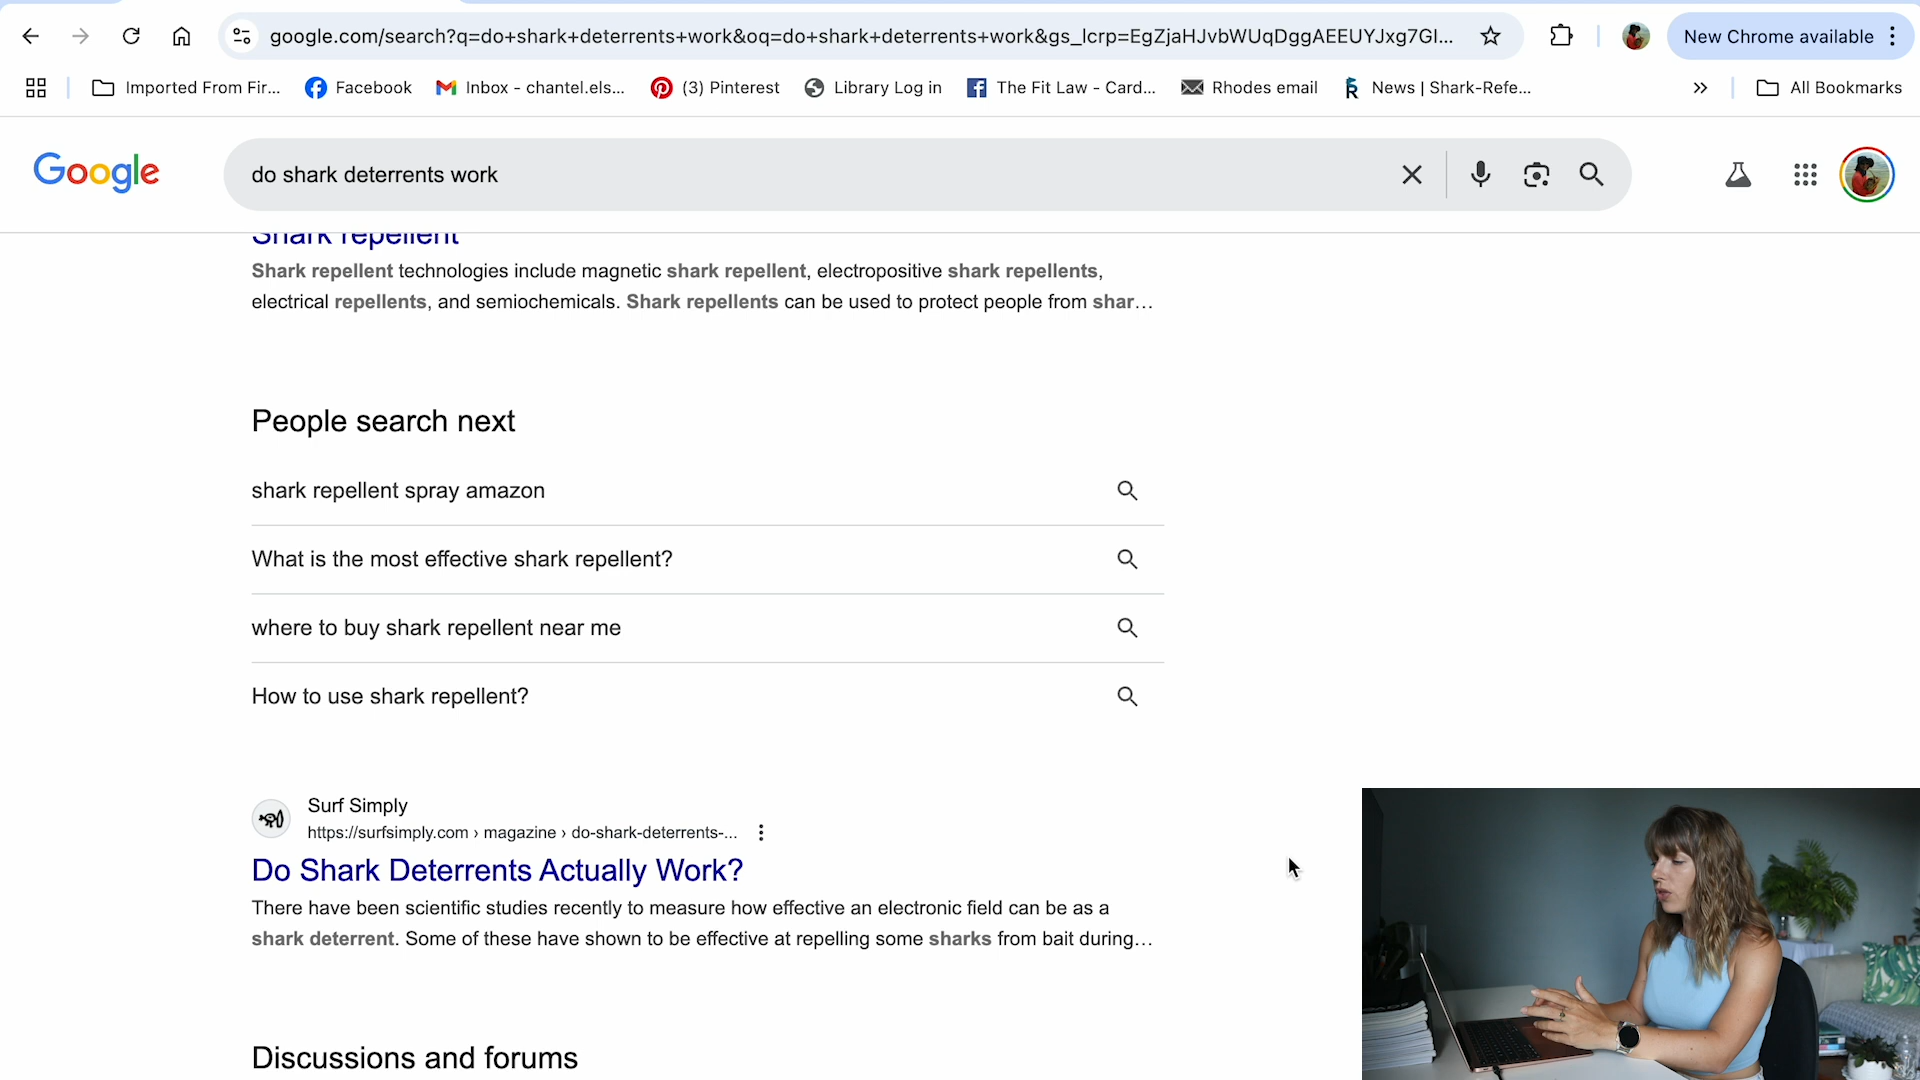 google.com/search?q=do+shark+deterrents+work&oq=do+shark+deterrents+work&gs_lcrp=EgZjaHJvbWUqDggAEEUYJxg7GI...
New Chrome available
Imported From Fir...
Facebook
Inbox - chantel.els...
(3) Pinterest
Library Log in
The Fit Law - Card...
Rhodes email
News | Shark-Refe...
All Bookmarks
Google
do shark deterrents work
Shark repellent
Shark repellent technologies include magnetic shark repellent, electropositive shark repellents,
electrical repellents, and semiochemicals. Shark repellents can be used to protect people from shar...
People search next
shark repellent spray amazon
What is the most effective shark repellent?
where to buy shark repellent near me
How to use shark repellent?
Surf Simply
https://surfsimply.com › magazine › do-shark-deterrents-...
Do Shark Deterrents Actually Work?
There have been scientific studies recently to measure how effective an electronic field can be as a
shark deterrent. Some of these have shown to be effective at repelling some sharks from bait during...
Discussions and forums